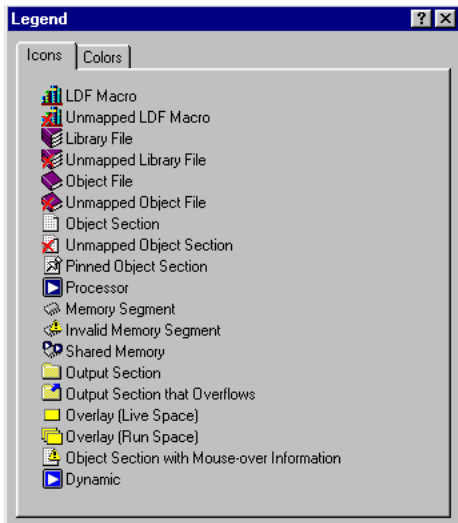 Legend
Icons Colors
LDF Macro
Unmapped LDF Macro
Library File
Unmapped Library File
Object File
Unmapped Object File
Object Section
Unmapped Object Section
Pinned Object Section
Processor
Memory Segment
Invalid Memory Segment
Shared Memory
Output Section
Output Section that Overflows
Overlay (Live Space)
Overlay (Run Space)
Object Section with Mouse-over Information
Dynamic